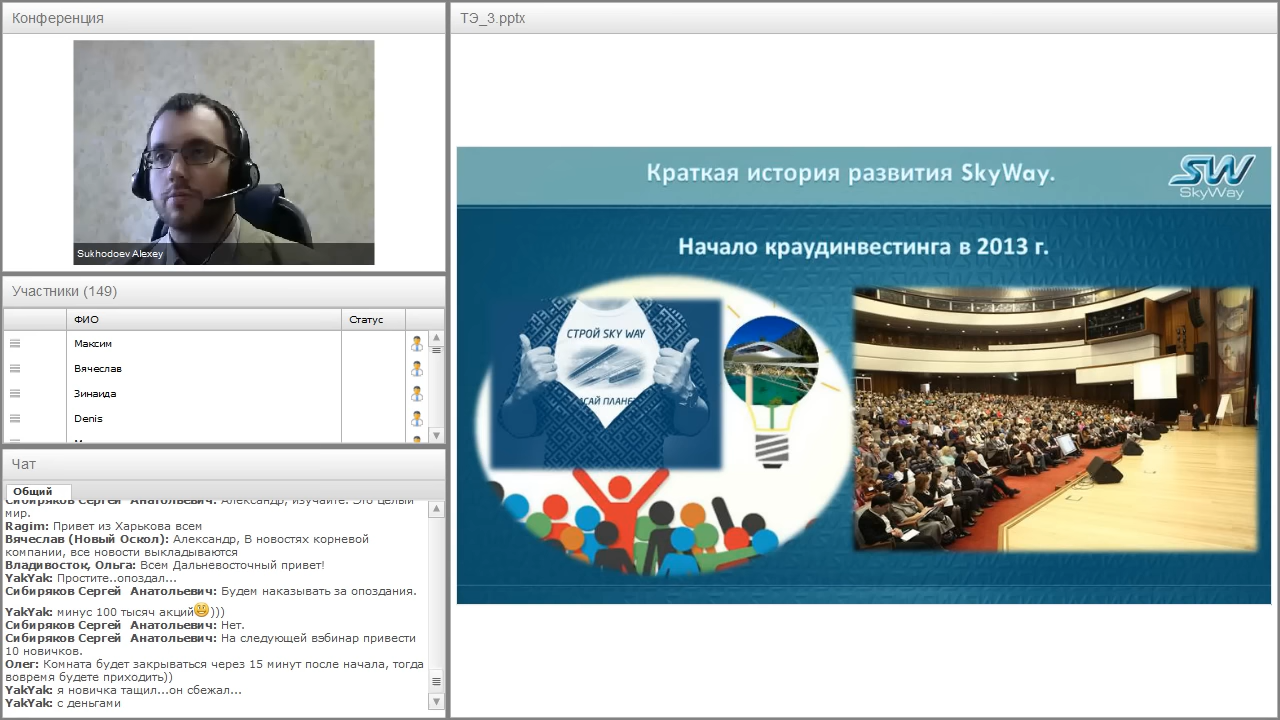 Конференция
Sukhodoev Alexey
Участники (149)
ФИО
Статус
Максим
Вячеслав
Зинаида
Denis
Чат
Общий
Сибиряков Сергей Анатольевич: Александр, изучайте. Это целый
мир.
Ragim: Привет из Харькова всем
Вячеслав (Новый Оскол): Александр, В новостях корневой
компании, все новости выкладываются
Владивосток, Ольга: Всем Дальневосточный привет!
YakYak: Простите..опоздал...
Сибиряков Сергей Анатольевич: Будем наказывать за опоздания.
YakYak: минус 100 тысяч акций)))
Сибиряков Сергей Анатольевич: Нет.
Сибиряков Сергей Анатольевич: На следующей вэбинар привести
10 новичков.
Олег: Комната будет закрываться через 15 минут после начала, тогда
вовремя будете приходить))
YakYak: я новичка тащил...он сбежал...
YakYak: с деньгами
ТЭ_3.pptx
Краткая история развития SkyWay.
SW
SkyWay
Начало краудинвестинга в 2013 г.
СТРОЙ SKY WAY